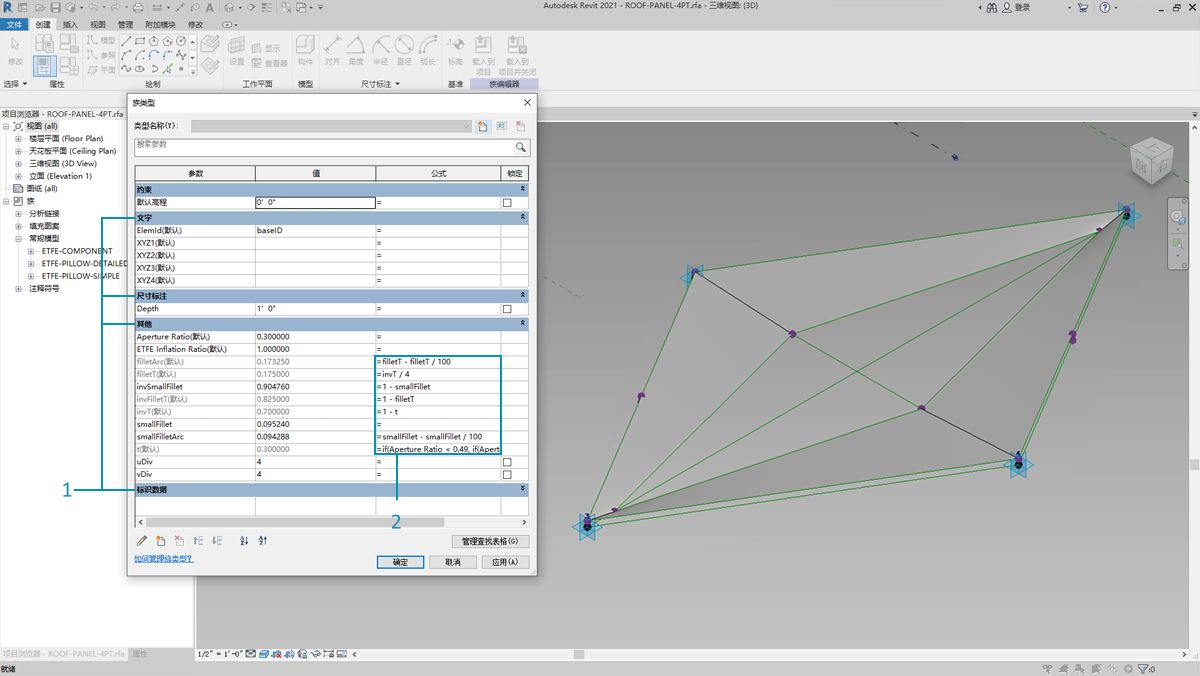 Autodesk Revit 2021 - ROOF-PANEL-4PT.rfa - 三维视图: {3D}
登录
文件 创建 插入 视图 管理 附加模块 修改
修改
模型
参照
平面
设置
显示
查看器
构件
对齐 角度 半径 直径 弧长
标高
载入到
项目
载入到
项目并关闭
选择 属性 绘制 工作平面 模型 尺寸标注 基准 族编辑器
项目浏览器 - ROOF-PANEL-4PT.rfa
视图 (all)
楼层平面 (Floor Plan)
天花板平面 (Ceiling Plan)
三维视图 (3D View)
立面 (Elevation 1)
图纸 (all)
族
分析链接
填充图案
常规模型
ETFE-COMPONENT
ETFE-PILLOW-DETAILED
ETFE-PILLOW-SIMPLE
注释符号
族类型
类型名称(Y):
搜索参数
参数 值 公式 锁定
约束
默认高程 0' 0" =
文字
ElemId(默认) baseID =
XYZ1(默认) =
XYZ2(默认) =
XYZ3(默认) =
XYZ4(默认) =
尺寸标注
Depth 1' 0" =
其他
Aperture Ratio(默认) 0.300000 =
ETFE Inflation Ratio(默认) 1.000000 =
filletArc(默认) 0.173250 =filletT - filletT / 100
filletT(默认) 0.175000 =invT / 4
invSmallFillet 0.904760 =1 - smallFillet
invFilletT(默认) 0.825000 =1 - filletT
invT(默认) 0.700000 =1 - t
smallFillet 0.095240 =
smallFilletArc 0.094288 =smallFillet - smallFillet / 100
t(默认) 0.300000 =if(Aperture Ratio < 0.49, if(Apert
uDiv 4 =
vDiv 4 =
标识数据
管理查找表格(G)
如何管理族类型?
确定 取消 应用(A)
1
2
上
右
项目浏览器 - ROOF-PANEL-4PT.rfa 属性
1/2" = 1'-0"
就绪
:0